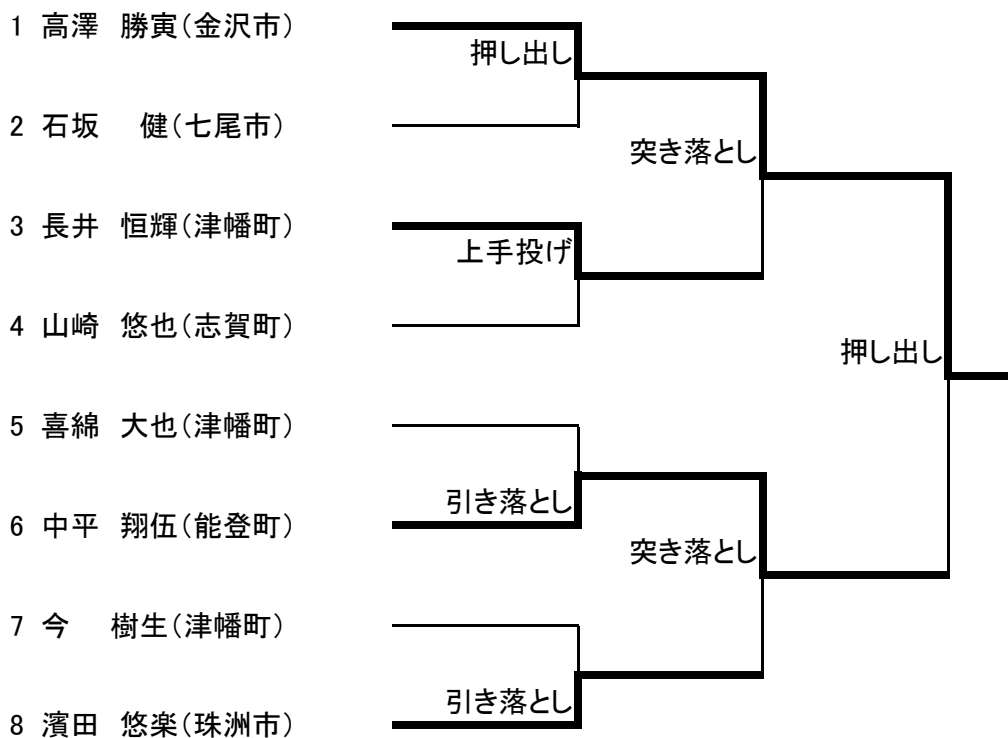 1 高澤 勝寅(金沢市)
押し出し
2 石坂 健(七尾市)
突き落とし
3 長井 恒輝(津幡町)
上手投げ
4 山崎 悠也(志賀町)
押し出し
5 喜綿 大也(津幡町)
引き落とし
6 中平 翔伍(能登町)
突き落とし
7 今 樹生(津幡町)
引き落とし
8 濱田 悠楽(珠洲市)